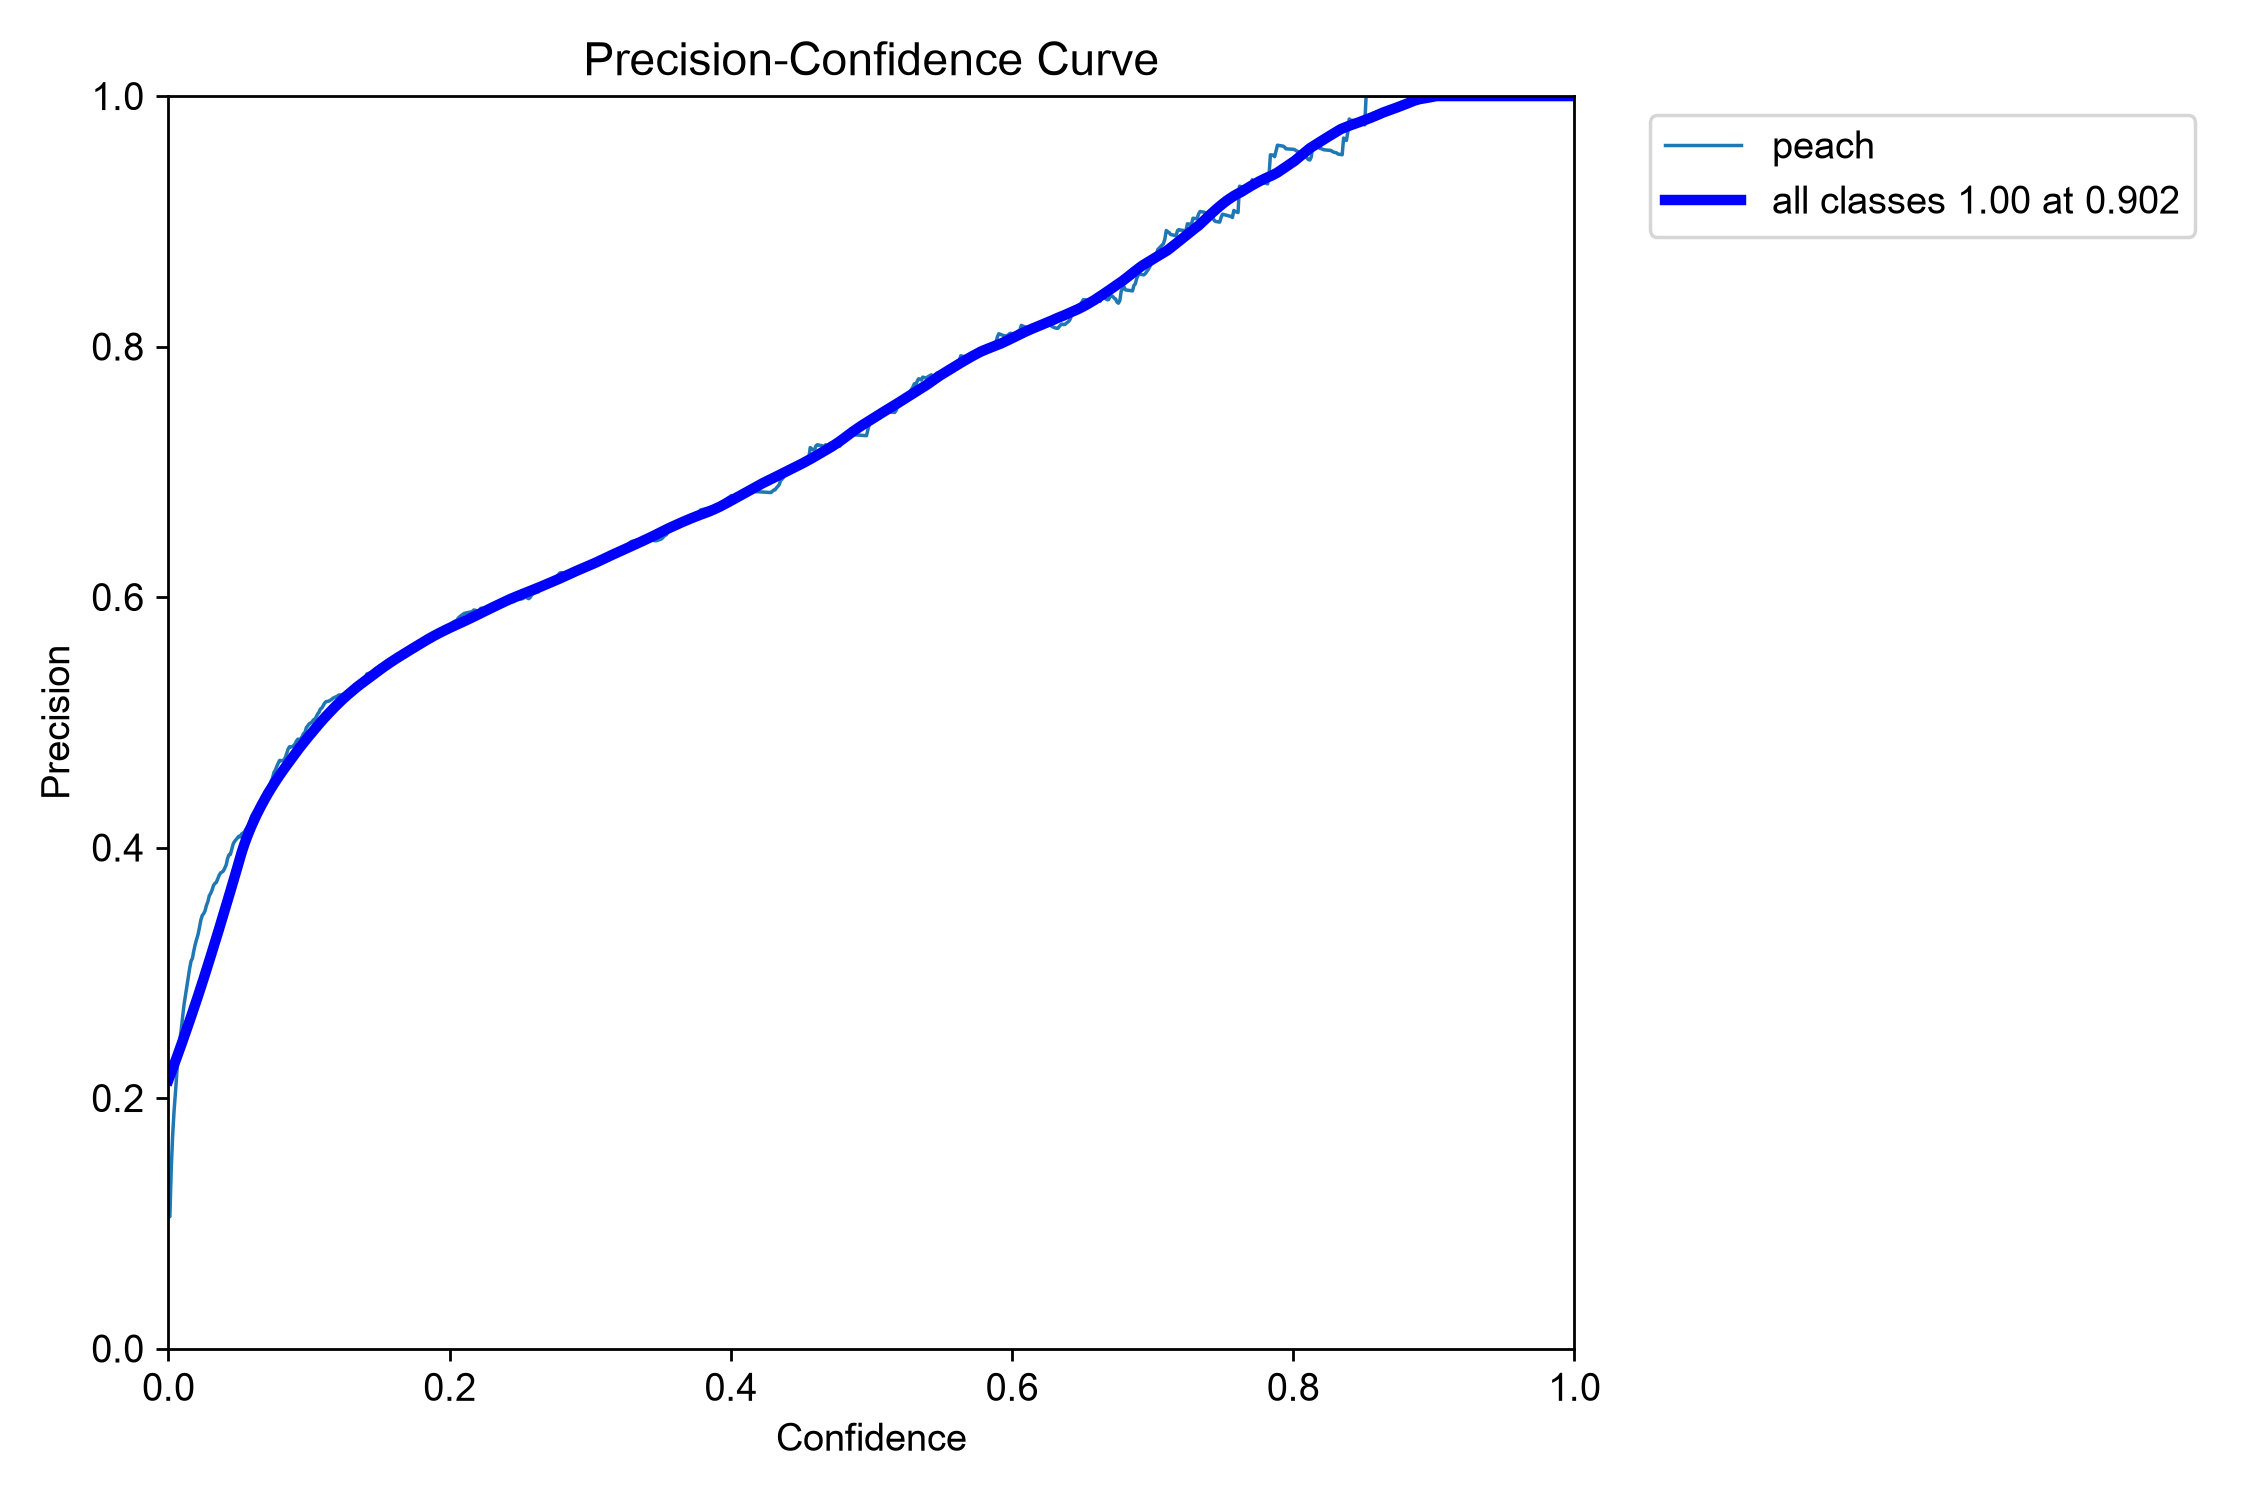 Precision-Confidence Curve
1.0
0.8
0.6
0.4
0.2
0.0
Precision
0.0 0.2 0.4 0.6 0.8 1.0
Confidence
peach
all classes 1.00 at 0.902